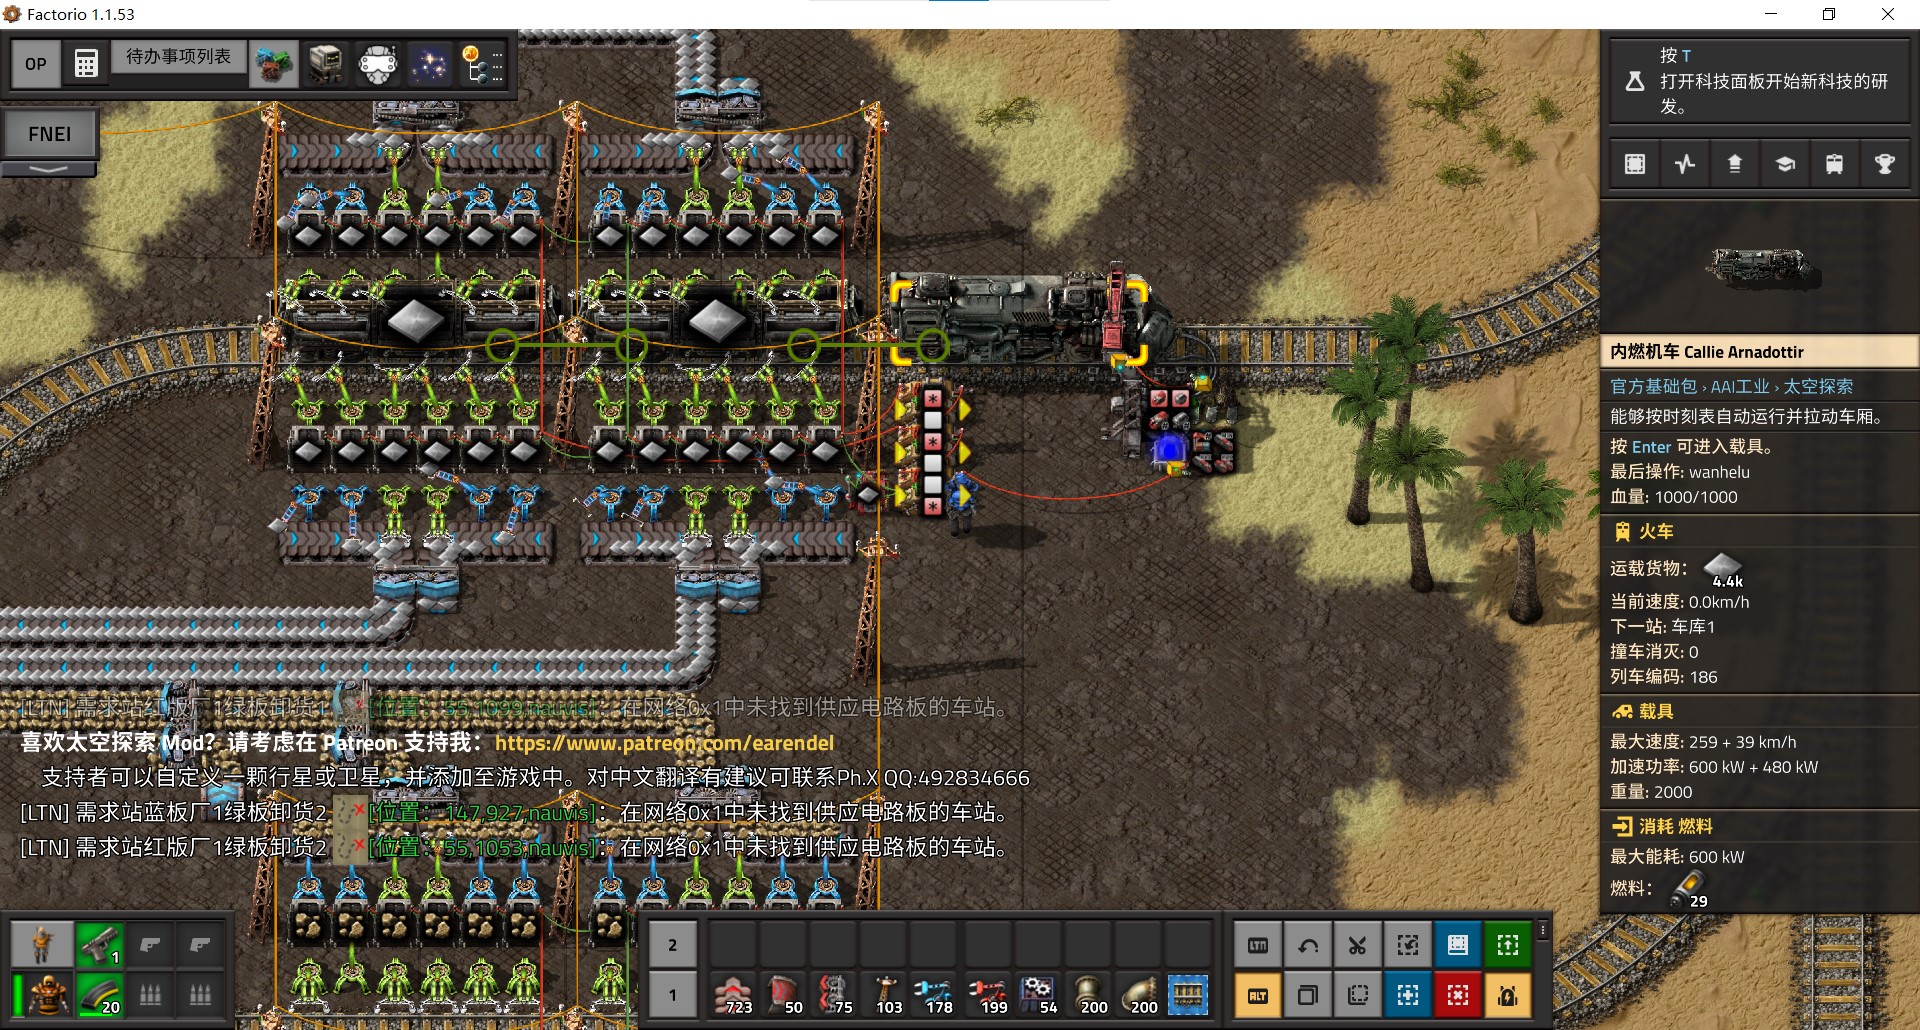 Factorio 1.1.53
OP
待办事项列表
FNEI
按 T
打开科技面板开始新科技的研
发。
内燃机车 Callie Arnadottir
官方基础包 › AAI工业 › 太空探索
能够按时刻表自动运行并拉动车厢。
按 Enter 可进入载具。
最后操作: wanhelu
血量: 1000/1000
火车
运载货物:
4.4k
当前速度: 0.0km/h
下一站: 车库1
撞车消灭: 0
列车编码: 186
载具
最大速度: 259 + 39 km/h
加速功率: 600 kW + 480 kW
重量: 2000
消耗 燃料
最大能耗: 600 kW
燃料:
29
[LTN] 需求站红版厂1绿板卸货1 [位置: 55,1099,nauvis]: 在网络0x1中未找到供应电路板的车站。
喜欢太空探索 Mod? 请考虑在 Patreon 支持我: https://www.patreon.com/earendel
支持者可以自定义一颗行星或卫星，并添加至游戏中。对中文翻译有建议可联系Ph.X QQ:492834666
[LTN] 需求站蓝板厂1绿板卸货2 [位置: 147,927,nauvis]: 在网络0x1中未找到供应电路板的车站。
[LTN] 需求站红版厂1绿板卸货2 [位置: 55,1053,nauvis]: 在网络0x1中未找到供应电路板的车站。
1
20
2
LTN
1
723
50
75
103
178
199
54
200
200
ALT